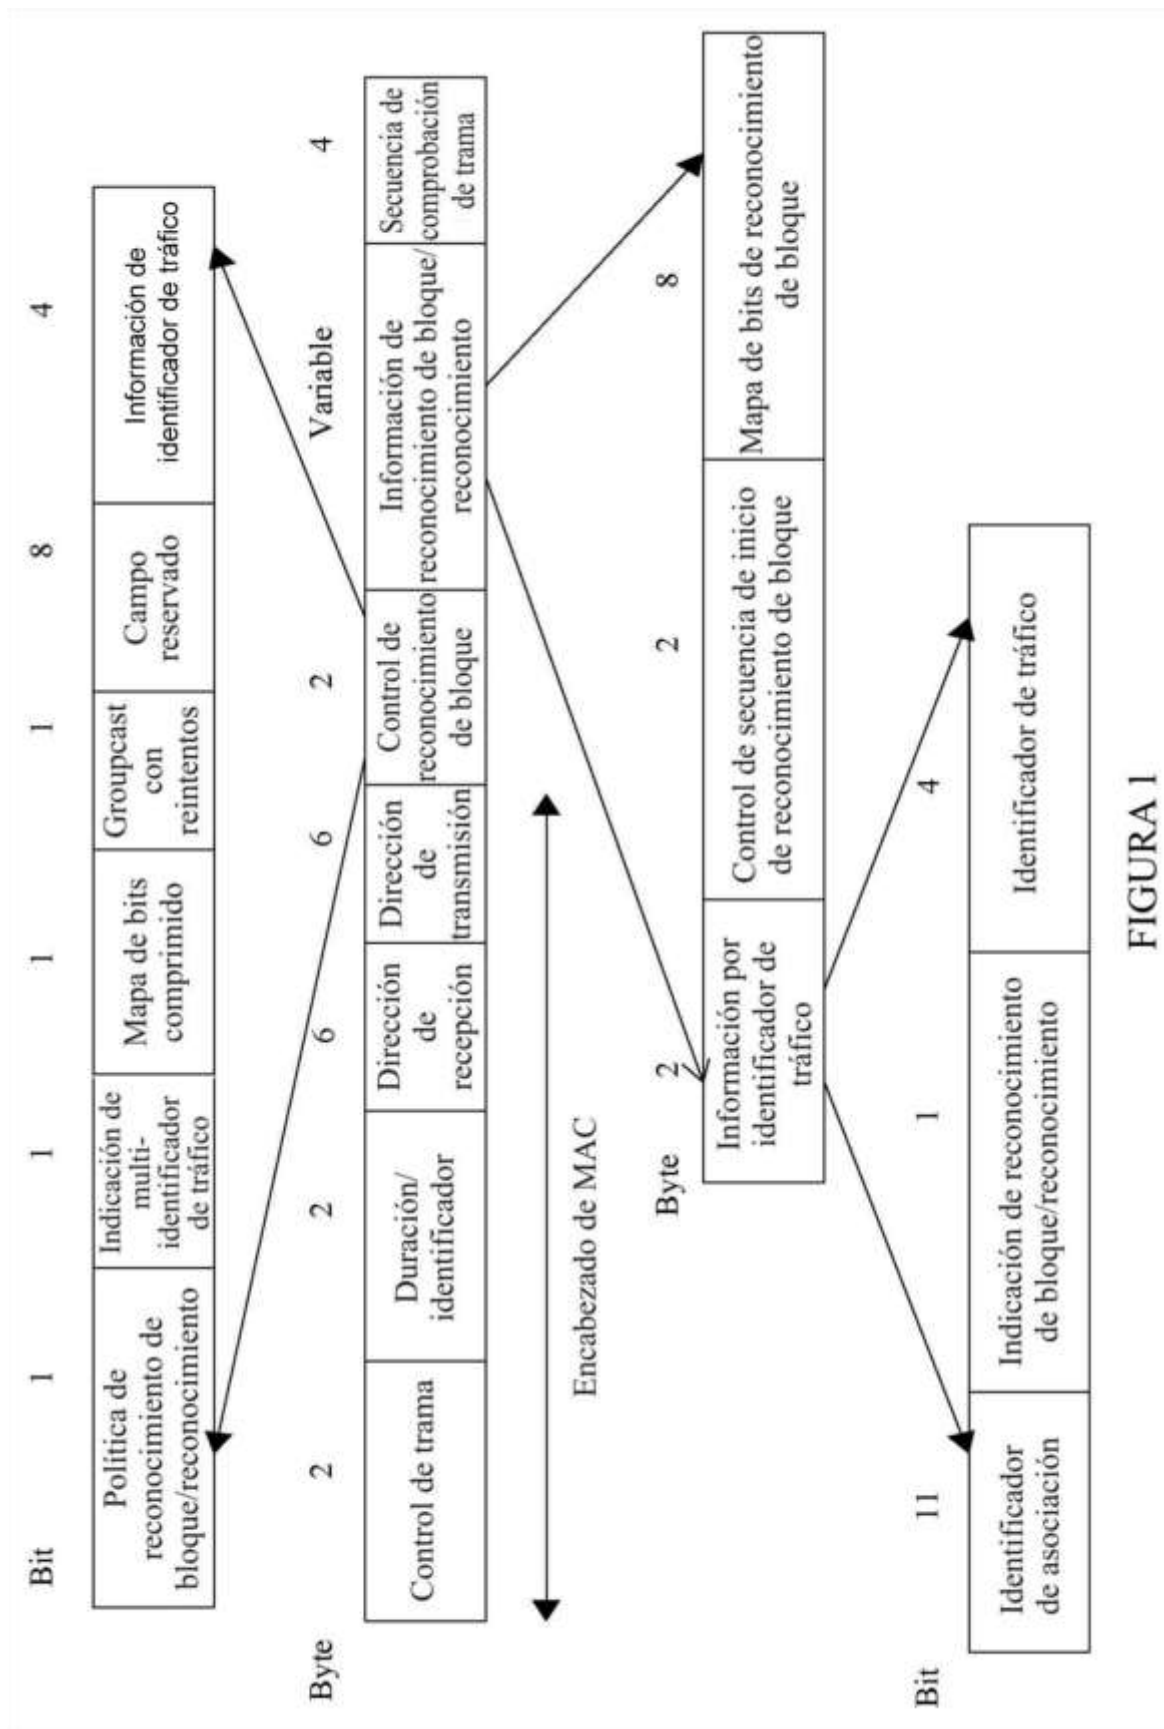 Bit
1
1
1
1
8
4
Política de
reconocimiento de
bloque/reconocimiento
Indicación de
multi-
identificador
de tráfico
Mapa de bits
comprimido
Groupcast
con
reintentos
Campo
reservado
Información de
identificador de tráfico
Byte
2
2
6
6
2
Variable
4
Control de trama
Duración/
identificador
Dirección
de
recepción
Dirección
de
transmisión
Control de
reconocimiento
de bloque
Información de
reconocimiento de bloque/
reconocimiento
Secuencia de
comprobación
de trama
Encabezado de MAC
Byte
2
2
8
Información por
identificador de
tráfico
Control de secuencia de inicio
de reconocimiento de bloque
Mapa de bits de reconocimiento
de bloque
Bit
11
1
4
Identificador
de asociación
Indicación de reconocimiento
de bloque/reconocimiento
Identificador de tráfico
FIGURA 1